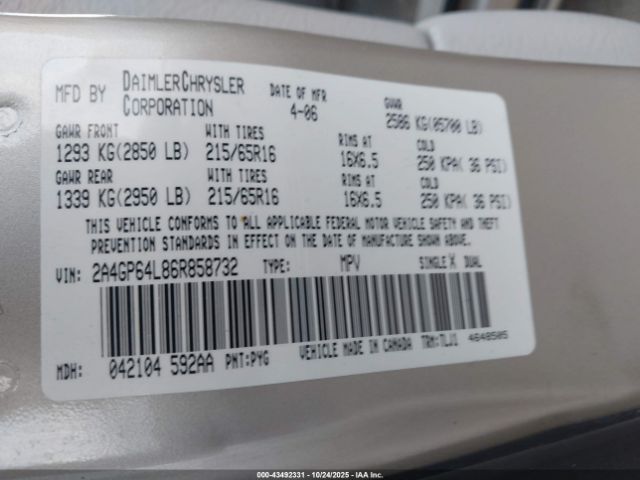 MFD BY DAIMLERCHRYSLER CORPORATION DATE OF MFR 4-06 GVWR 2586 KG(05700 LB)
GAWR FRONT WITH TIRES RIMS AT COLD
1293 KG(2850 LB) 215/65R16 16X6.5 250 KPA( 36 PSI)
GAWR REAR WITH TIRES RIMS AT COLD
1339 KG(2950 LB) 215/65R16 16X6.5 250 KPA( 36 PSI)
THIS VEHICLE CONFORMS TO ALL APPLICABLE FEDERAL MOTOR VEHICLE SAFETY AND THEFT
PREVENTION STANDARDS IN EFFECT ON THE DATE OF MANUFACTURE SHOWN ABOVE.
VIN: 2A4GP64L86R858732 TYPE: MPV SINGLE X DUAL
MDH: 042104 592AA PNT:PYG VEHICLE MADE IN CANADA TRM:TLJ1 4648505
000-43492331 - 10/24/2025 - IAA Inc.